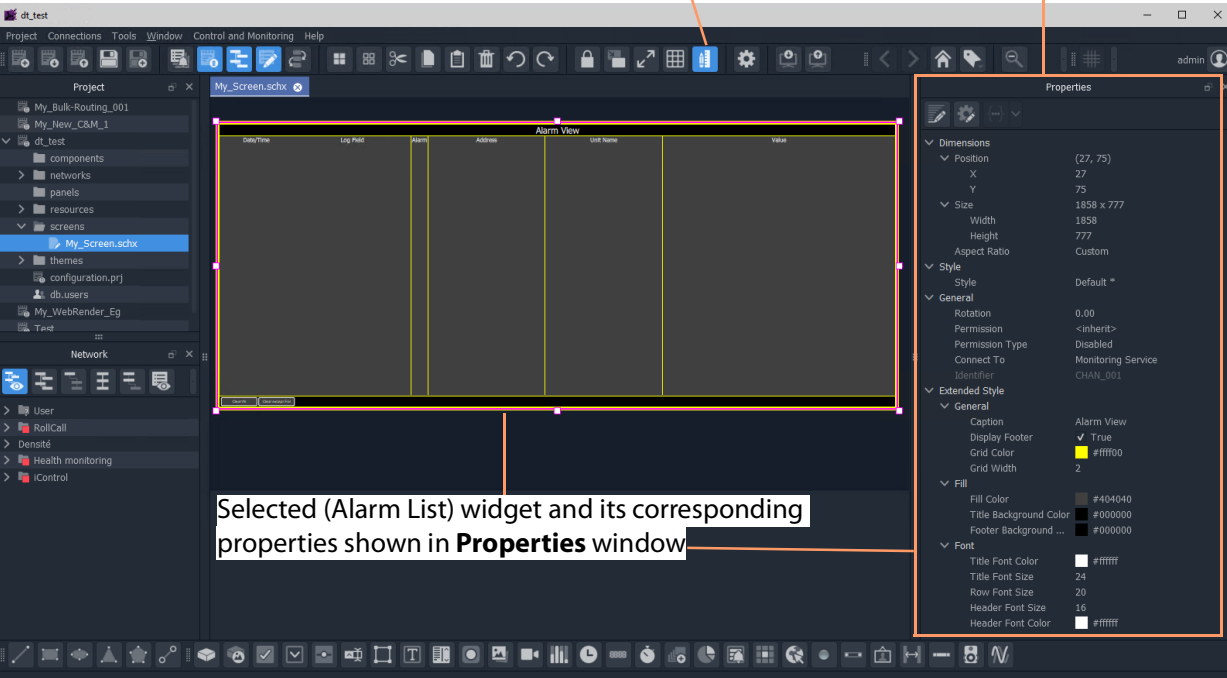 dt_test
Project Connections Tools Window Control and Monitoring Help
admin
Project
My_Bulk-Routing_001
My_New_C&M_1
dt_test
components
networks
panels
resources
screens
My_Screen.schx
themes
configuration.prj
db.users
My_WebRender_Eg
Test
Network
User
RollCall
Densité
Health monitoring
iControl
My_Screen.schx
Alarm View
Date/Time Log Field Alarm Address Unit Name Value
Selected (Alarm List) widget and its corresponding
properties shown in Properties window
Properties
Dimensions
Position (27, 75)
X 27
Y 75
Size 1858 x 777
Width 1858
Height 777
Aspect Ratio Custom
Style
Style Default *
General
Rotation 0.00
Permission <inherit>
Permission Type Disabled
Connect To Monitoring Service
Identifier CHAN_001
Extended Style
General
Caption Alarm View
Display Footer True
Grid Color #ffff00
Grid Width 2
Fill
Fill Color #404040
Title Background Color #000000
Footer Background ... #000000
Font
Title Font Color #ffffff
Title Font Size 24
Row Font Size 20
Header Font Size 16
Header Font Color #ffffff